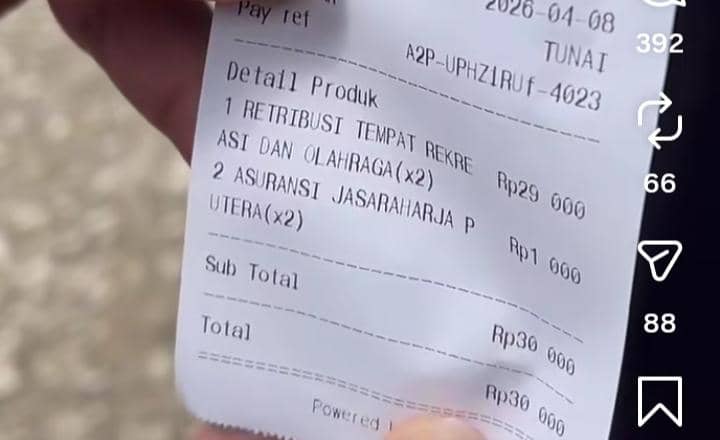 2026-04-08
Pay ref
TUNAI
A2P-UPHZ1RUf-4023
Detail Produk
1 RETRIBUSI TEMPAT REKRE
ASI DAN OLAHRAGA(x2)
Rp29 000
2 ASURANSI JASARAHARJA P
UTERA(x2)
Rp1 000
Sub Total
Rp30 000
Total
Rp30 000
Powered
392
66
88